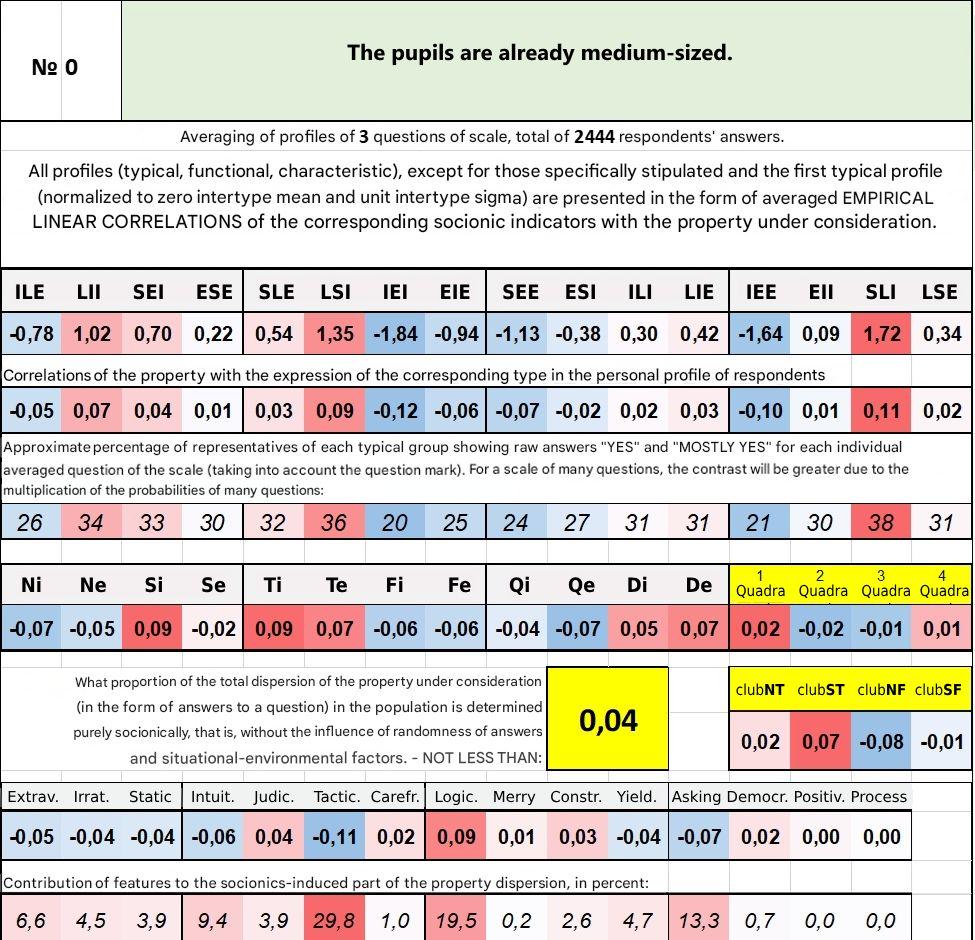 № 0
The pupils are already medium-sized.
Averaging of profiles of 3 questions of scale, total of 2444 respondents' answers.
All profiles (typical, functional, characteristic), except for those specifically stipulated and the first typical profile
(normalized to zero intertype mean and unit intertype sigma) are presented in the form of averaged EMPIRICAL
LINEAR CORRELATIONS of the corresponding socionic indicators with the property under consideration.
ILE LII SEI ESE SLE LSI IEI EIE SEE ESI ILI LIE IEE EII SLI LSE
-0,78 1,02 0,70 0,22 0,54 1,35 -1,84 -0,94 -1,13 -0,38 0,30 0,42 -1,64 0,09 1,72 0,34
Correlations of the property with the expression of the corresponding type in the personal profile of respondents
-0,05 0,07 0,04 0,01 0,03 0,09 -0,12 -0,06 -0,07 -0,02 0,02 0,03 -0,10 0,01 0,11 0,02
Approximate percentage of representatives of each typical group showing raw answers "YES" and "MOSTLY YES" for each individual
averaged question of the scale (taking into account the question mark). For a scale of many questions, the contrast will be greater due to the
multiplication of the probabilities of many questions:
26 34 33 30 32 36 20 25 24 27 31 31 21 30 38 31
Ni Ne Si Se Ti Te Fi Fe Qi Qe Di De 1 Quadra 2 Quadra 3 Quadra 4 Quadra
-0,07 -0,05 0,09 -0,02 0,09 0,07 -0,06 -0,06 -0,04 -0,07 0,05 0,07 0,02 -0,02 -0,01 0,01
What proportion of the total dispersion of the property under consideration
(in the form of answers to a question) in the population is determined
purely socionically, that is, without the influence of randomness of answers
and situational-environmental factors. - NOT LESS THAN:
0,04
clubNT clubST clubNF clubSF
0,02 0,07 -0,08 -0,01
Extrav. Irrat. Static Intuit. Judic. Tactic. Carefr. Logic. Merry Constr. Yield. Asking Democr. Positiv. Process
-0,05 -0,04 -0,04 -0,06 0,04 -0,11 0,02 0,09 0,01 0,03 -0,04 -0,07 0,02 0,00 0,00
Contribution of features to the socionics-induced part of the property dispersion, in percent:
6,6 4,5 3,9 9,4 3,9 29,8 1,0 19,5 0,2 2,6 4,7 13,3 0,7 0,0 0,0